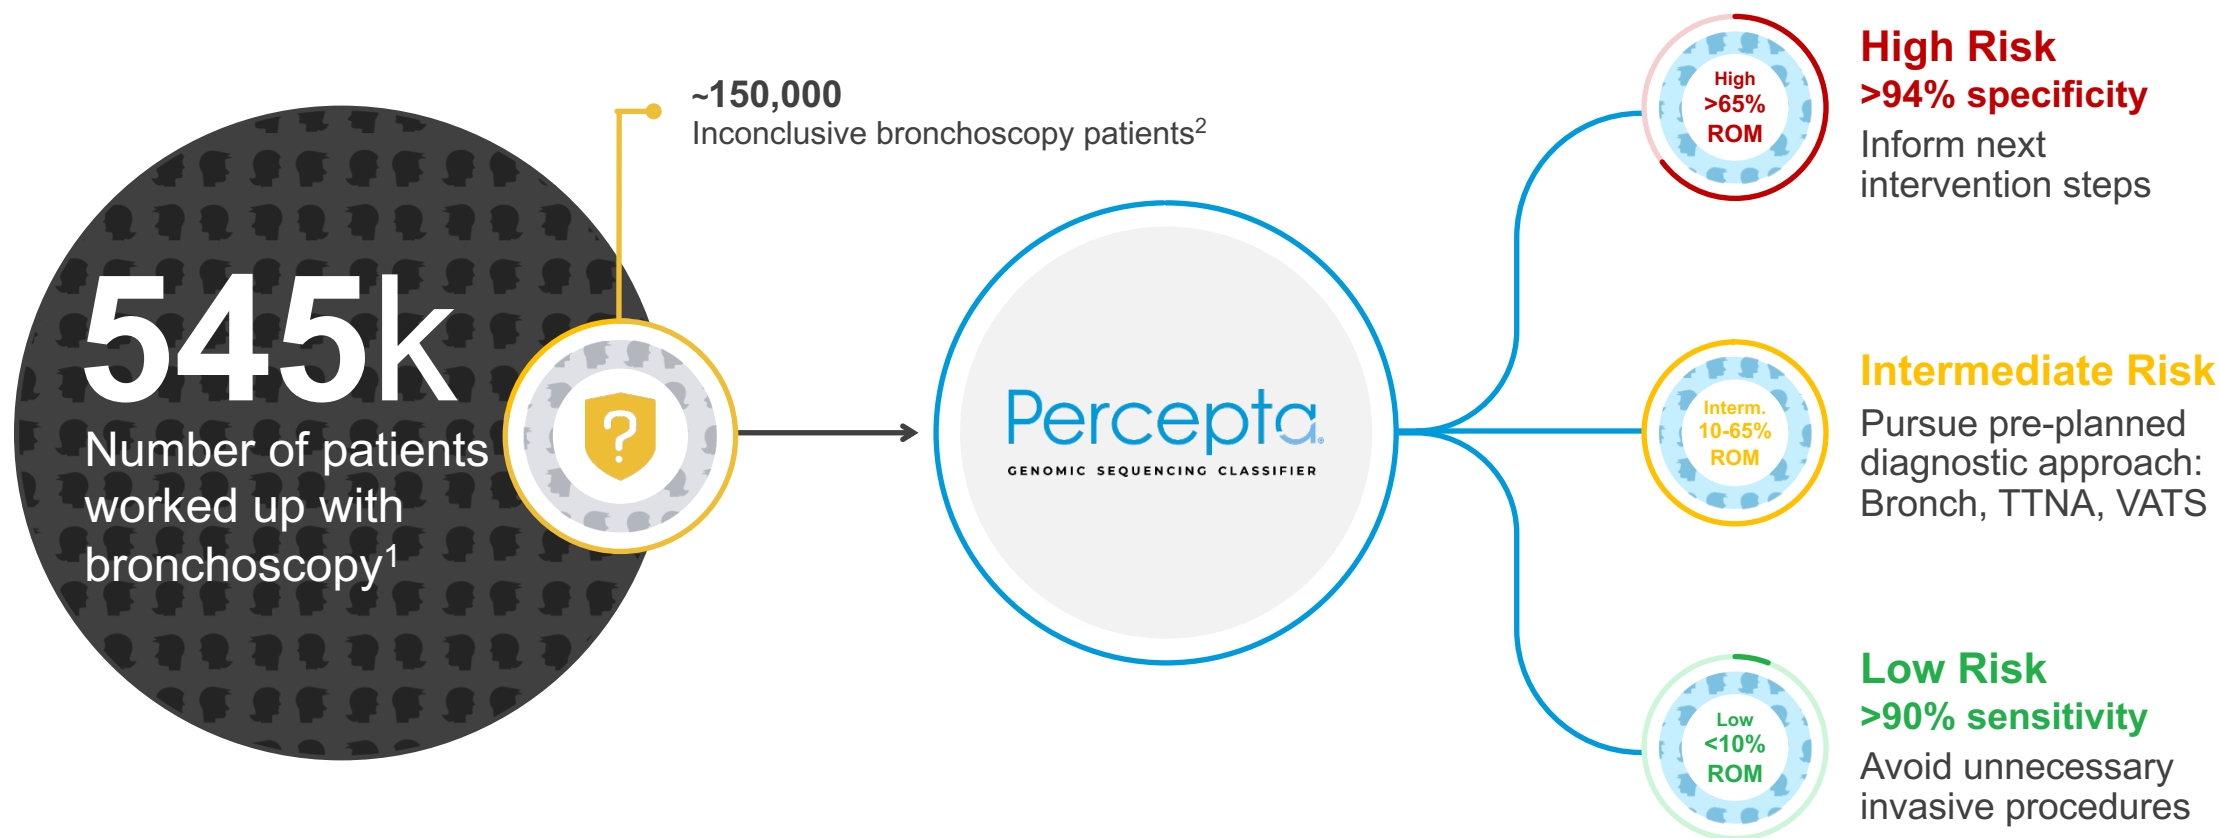 545k
Number of patients
worked up with
bronchoscopy1
~150,000
Inconclusive bronchoscopy patients2
?
Percepta®
GENOMIC SEQUENCING CLASSIFIER
High
>65%
ROM
High Risk
>94% specificity
Inform next
intervention steps
Interm.
10-65%
ROM
Intermediate Risk
Pursue pre-planned
diagnostic approach:
Bronch, TTNA, VATS
Low
<10%
ROM
Low Risk
>90% sensitivity
Avoid unnecessary
invasive procedures